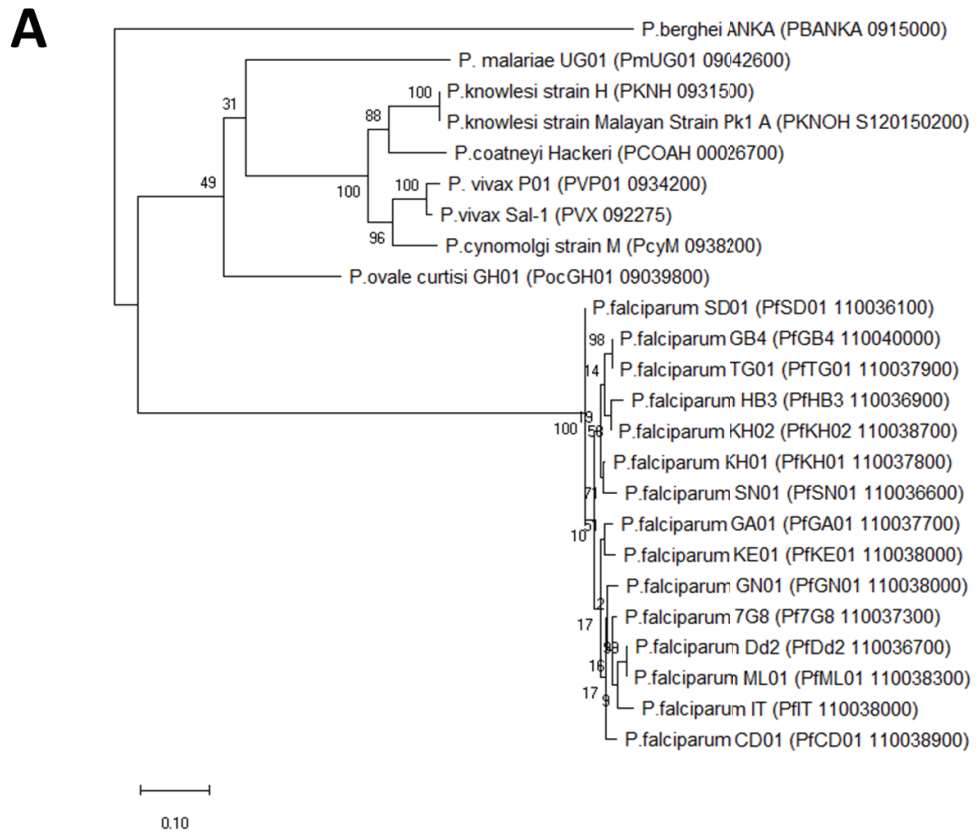 A
P.berghei ANKA (PBANKA 0915000)
P. malariae UG01 (PmUG01 09042600)
31
100
P.knowlesi strain H (PKNH 0931500)
88
P.knowlesi strain Malayan Strain Pk1 A (PKNOH S120150200)
P.coatneyi Hackeri (PCOAH 00026700)
49
100
100
P. vivax P01 (PVP01 0934200)
P.vivax Sal-1 (PVX 092275)
96
P.cynomolgi strain M (PcyM 0938200)
P.ovale curtisi GH01 (PocGH01 09039800)
P.falciparum SD01 (PfSD01 110036100)
98
P.falciparum GB4 (PfGB4 110040000)
14
P.falciparum TG01 (PfTG01 110037900)
P.falciparum HB3 (PfHB3 110036900)
19
100
58
P.falciparum KH02 (PfKH02 110038700)
P.falciparum KH01 (PfKH01 110037800)
71
P.falciparum SN01 (PfSN01 110036600)
51
P.falciparum GA01 (PfGA01 110037700)
10
P.falciparum KE01 (PfKE01 110038000)
P.falciparum GN01 (PfGN01 110038000)
2
17
P.falciparum 7G8 (Pf7G8 110037300)
P.falciparum Dd2 (PfDd2 110036700)
16
P.falciparum ML01 (PfML01 110038300)
17
9
P.falciparum IT (PfIT 110038000)
P.falciparum CD01 (PfCD01 110038900)
0.10